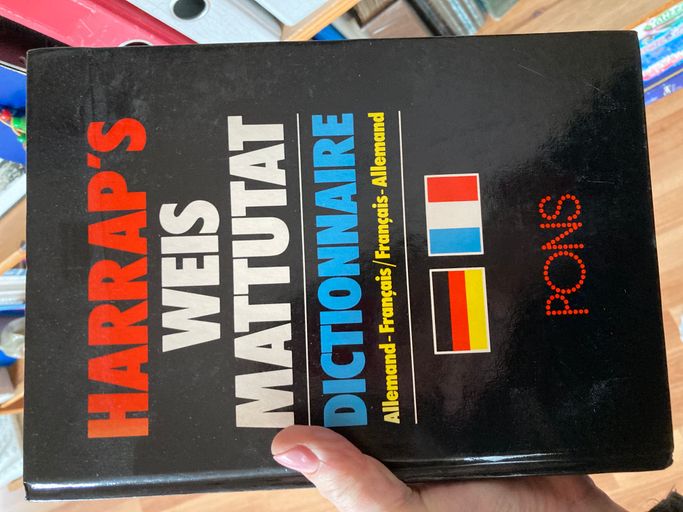 HARRAP'S
WEIS
MATTUTAT
DICTIONNAIRE
Allemand-Français/Français-Allemand
PONS